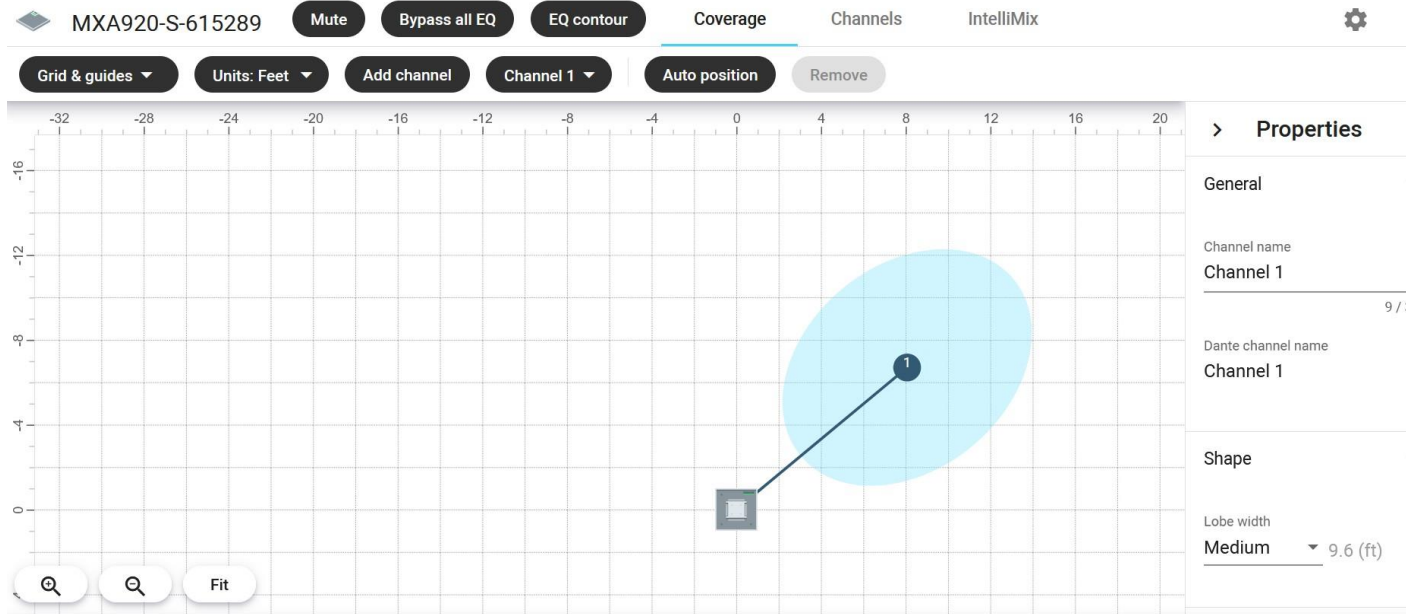 MXA920-S-615289 Mute Bypass all EQ EQ contour Coverage Channels IntelliMix
Grid & guides Units: Feet Add channel Channel 1 Auto position Remove
-32 -28 -24 -20 -16 -12 -8 -4 0 4 8 12 16 20
Properties
-16
General
-12
Channel name
Channel 1
9 /
-8
Dante channel name
1
Channel 1
-4
Shape
0
Lobe width
Medium 9.6 (ft)
Fit